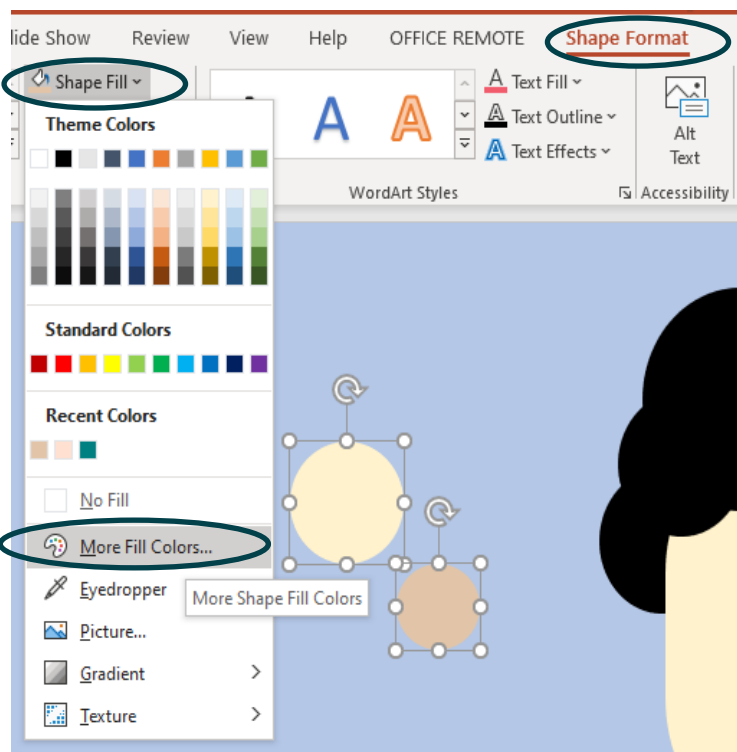 lide Show Review View Help OFFICE REMOTE Shape Format
Shape Fill
Theme Colors
Standard Colors
Recent Colors
No Fill
More Fill Colors...
Eyedropper
Picture...
Gradient
Texture
More Shape Fill Colors
A A
A Text Fill
A Text Outline
A Text Effects
WordArt Styles
Alt
Text
Accessibility